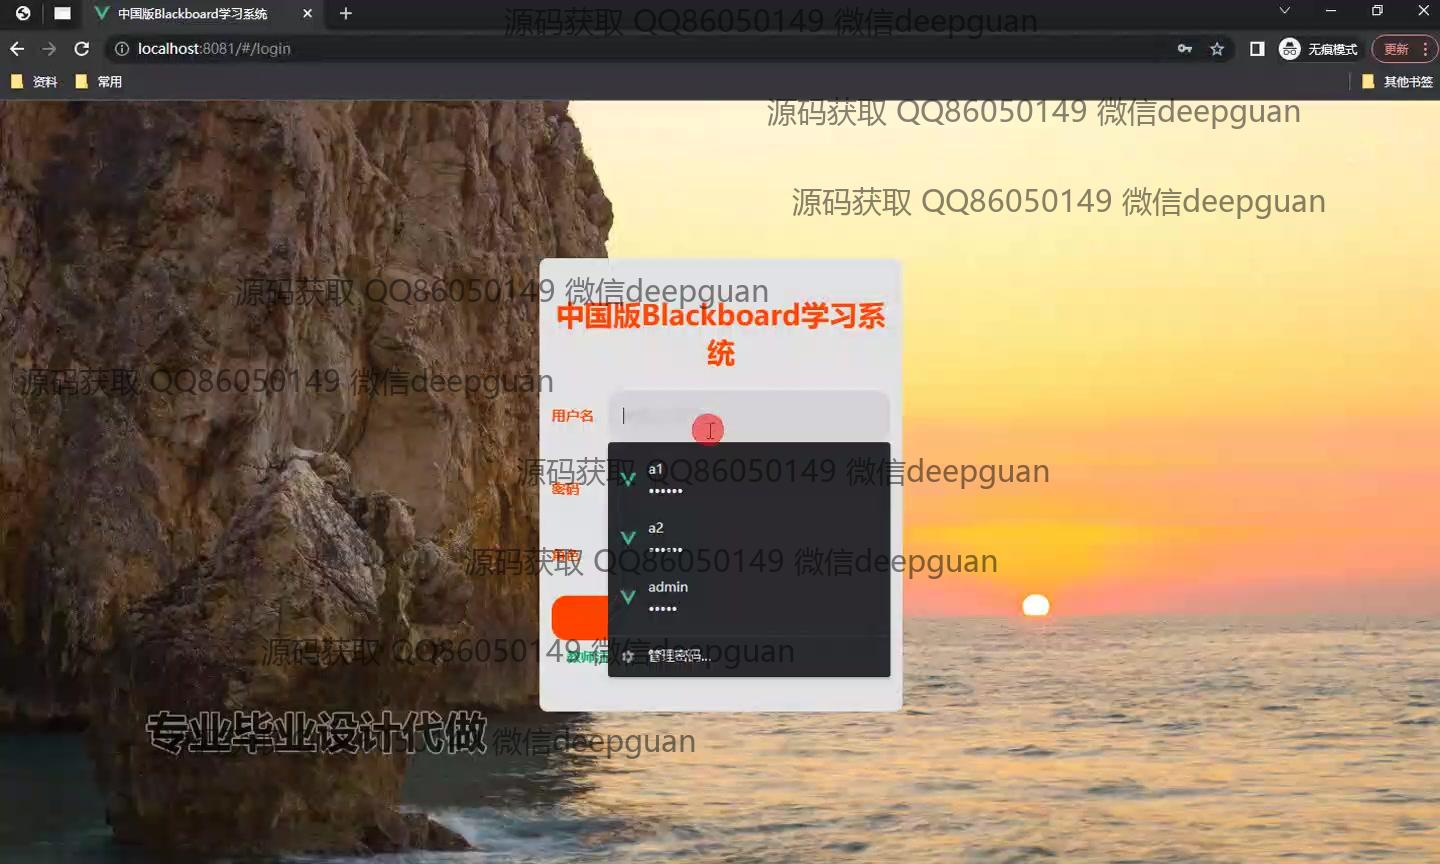 中国版Blackboard学习系统
源码获取 QQ86050149 微信deepguan
localhost:8081/#/login
无痕模式
更新
资料
常用
其他书签
源码获取 QQ86050149 微信deepguan
源码获取 QQ86050149 微信deepguan
源码获取 QQ86050149 微信deepguan
中国版Blackboard学习系
统
源码获取 QQ86050149 微信deepguan
用户名
a1
••••••
源码获取 QQ86050149 微信deepguan
密码
a2
••••••
源码获取 QQ86050149 微信deepguan
角色
admin
•••••
源码获取 QQ86050149 微信deepguan
教师注
管理密码...
专业毕业设计代做
微信deepguan